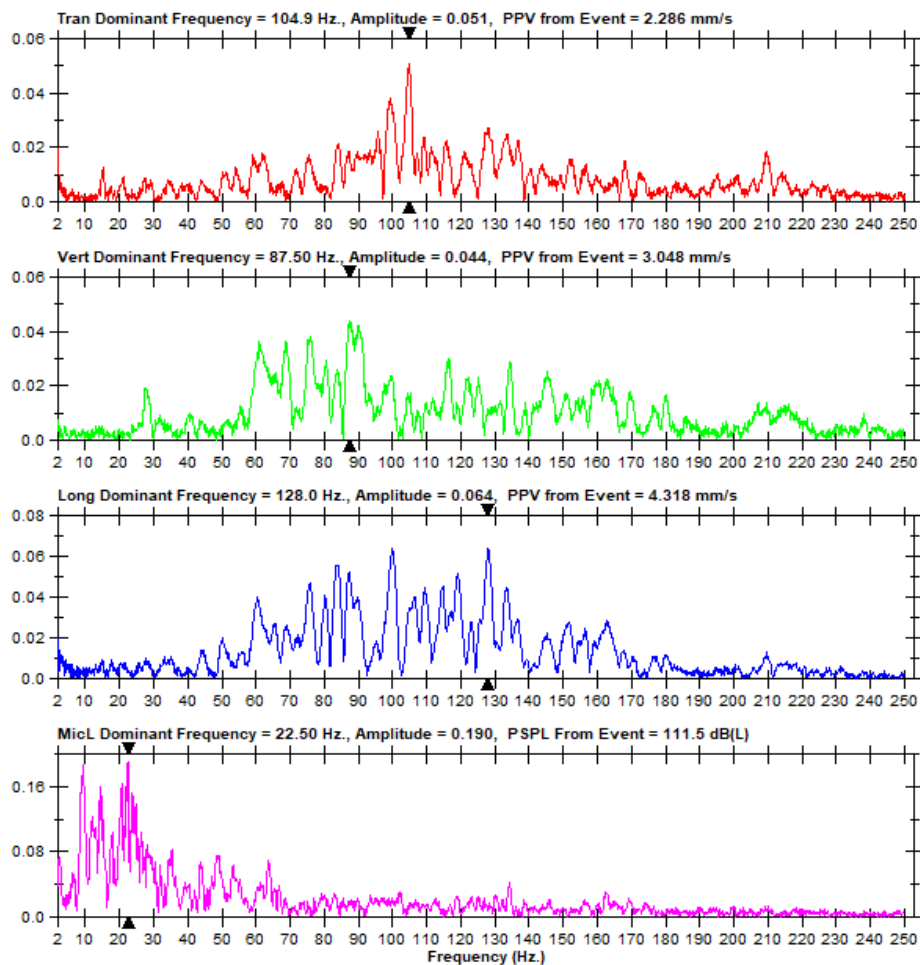 Tran Dominant Frequency = 104.9 Hz., Amplitude = 0.051, PPV from Event = 2.286 mm/s
0.06
0.04
0.02
0.0
2 10 20 30 40 50 60 70 80 90 100 110 120 130 140 150 160 170 180 190 200 210 220 230 240 250
Vert Dominant Frequency = 87.50 Hz., Amplitude = 0.044, PPV from Event = 3.048 mm/s
0.06
0.04
0.02
0.0
2 10 20 30 40 50 60 70 80 90 100 110 120 130 140 150 160 170 180 190 200 210 220 230 240 250
Long Dominant Frequency = 128.0 Hz., Amplitude = 0.064, PPV from Event = 4.318 mm/s
0.08
0.06
0.04
0.02
0.0
2 10 20 30 40 50 60 70 80 90 100 110 120 130 140 150 160 170 180 190 200 210 220 230 240 250
MicL Dominant Frequency = 22.50 Hz., Amplitude = 0.190, PSPL From Event = 111.5 dB(L)
0.16
0.08
0.0
2 10 20 30 40 50 60 70 80 90 100 110 120 130 140 150 160 170 180 190 200 210 220 230 240 250
Frequency (Hz.)